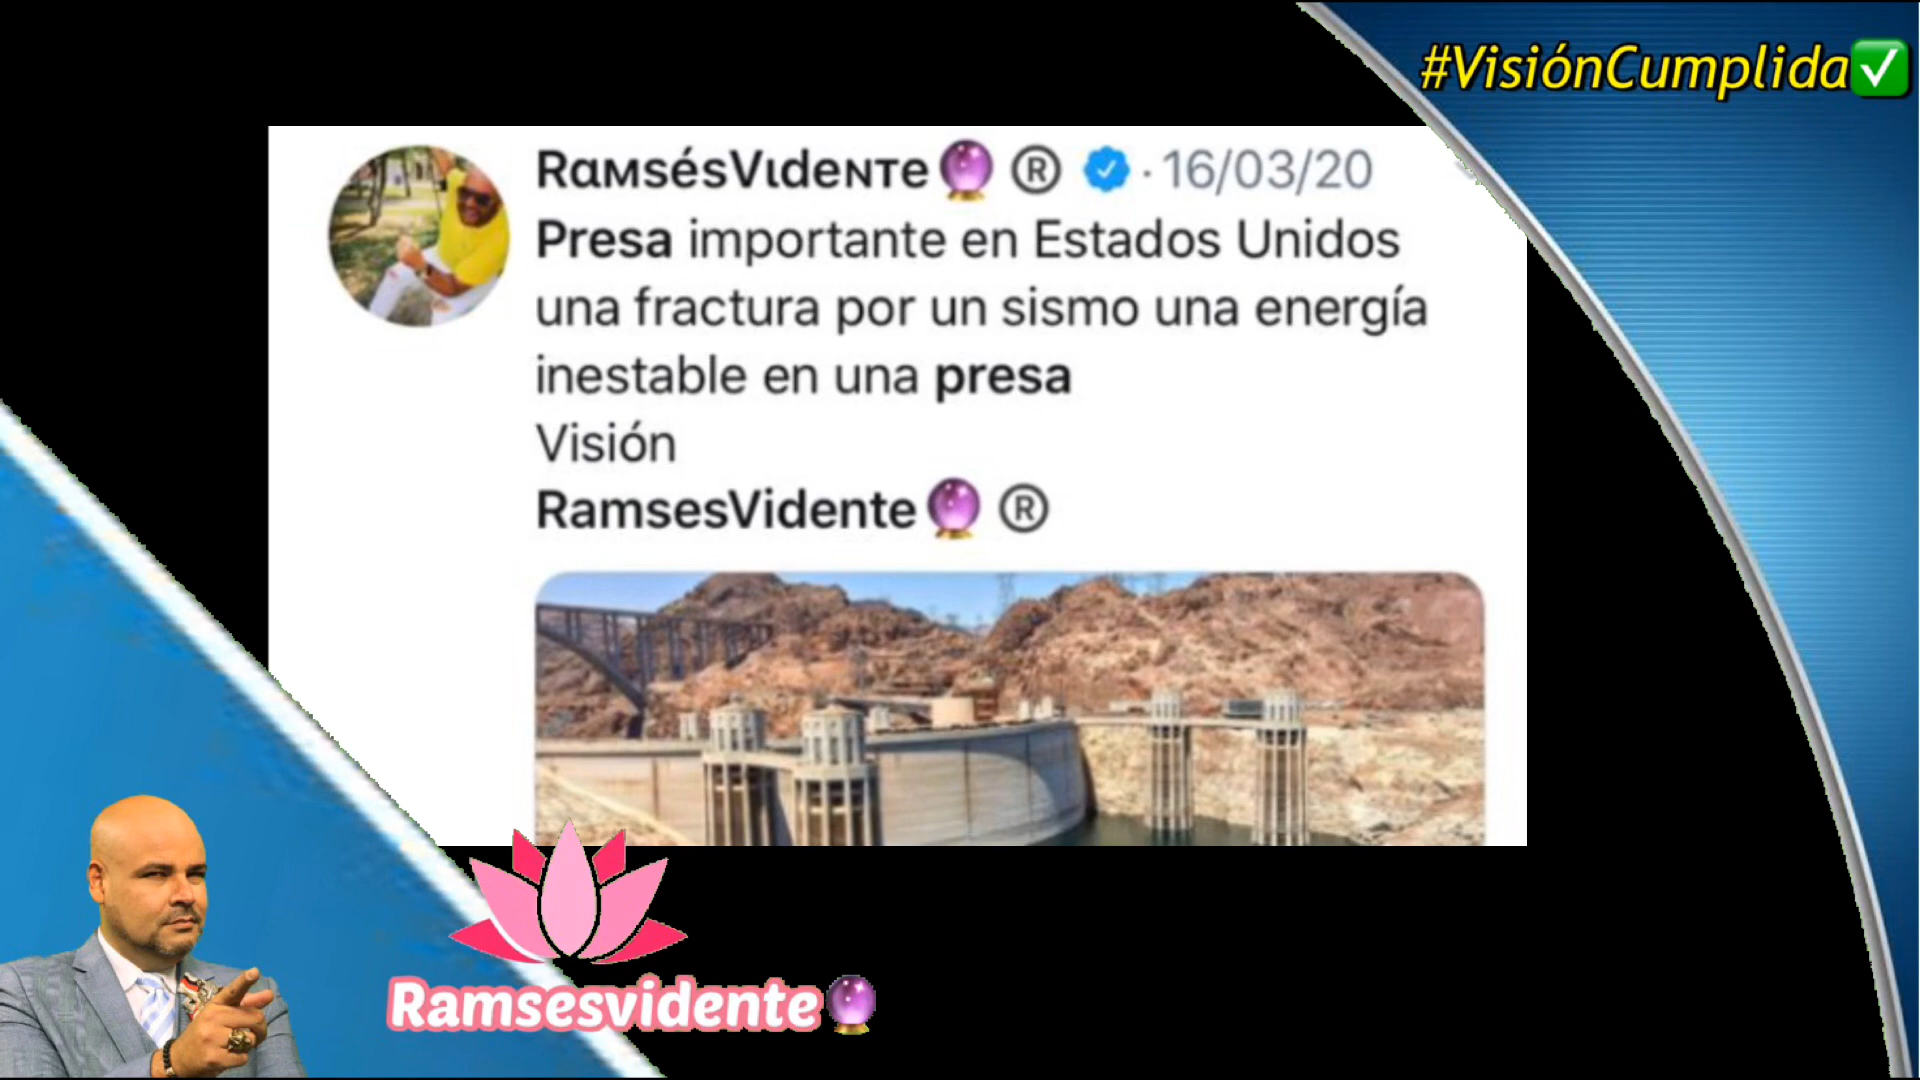 #VisiónCumplida✅
RαмsésVιdeɴтe🔮 ® · 16/03/20
Presa importante en Estados Unidos
una fractura por un sismo una energía
inestable en una presa
Visión
RamsesVidente🔮 ®
Ramsesvidente🔮